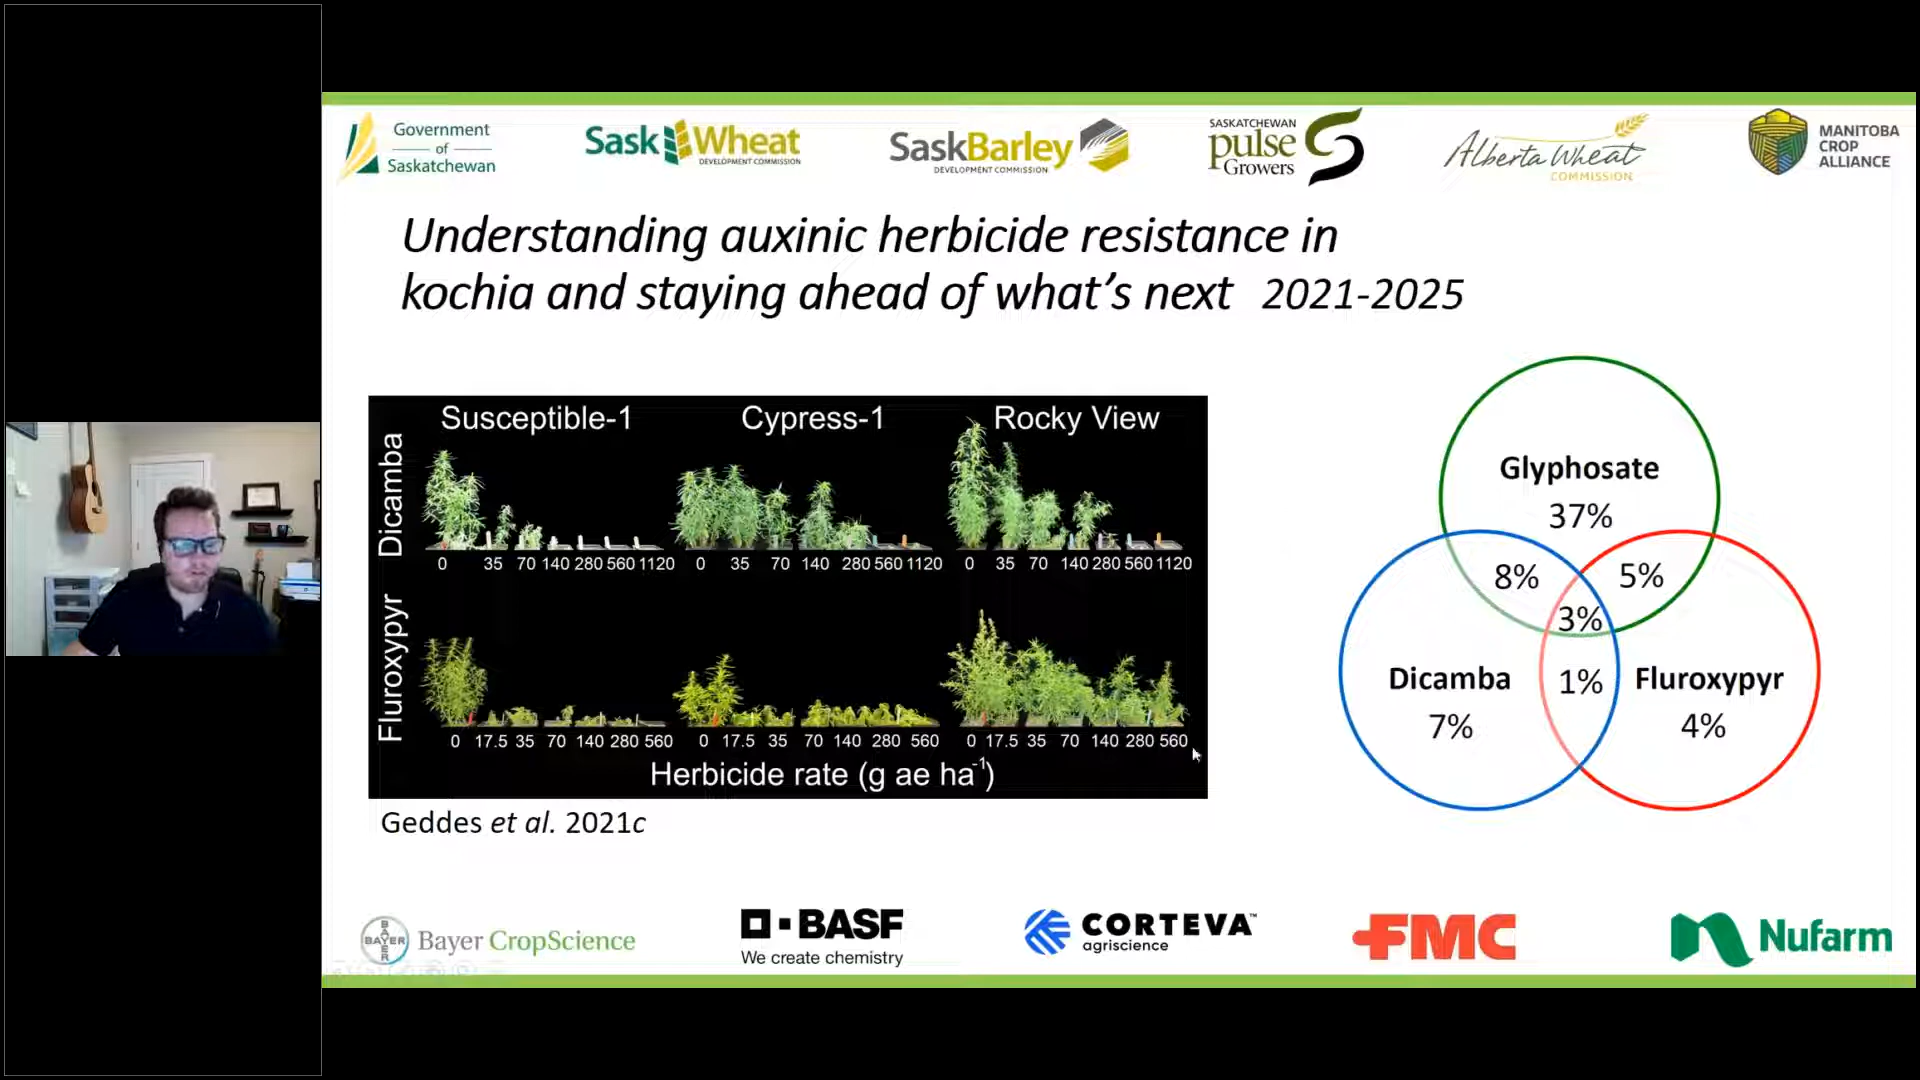 Government
of
Saskatchewan
SaskWheat
DEVELOPMENT COMMISSION
SaskBarley
DEVELOPMENT COMMISSION
SASKATCHEWAN
pulse
Growers
Alberta Wheat
COMMISSION
MANITOBA
CROP
ALLIANCE
Understanding auxinic herbicide resistance in
kochia and staying ahead of what's next 2021-2025
Susceptible-1 Cypress-1 Rocky View
Dicamba
0 35 70 140 280 560 1120 0 35 70 140 280 560 1120 0 35 70 140 280 560 1120
Fluroxypyr
0 17.5 35 70 140 280 560 0 17.5 35 70 140 280 560 0 17.5 35 70 140 280 560
Herbicide rate (g ae ha⁻¹)
Geddes et al. 2021c
Glyphosate
37%
8% 5%
3%
Dicamba 1% Fluroxypyr
7% 4%
BAYER
BAYER
Bayer CropScience
BASF
We create chemistry
CORTEVA™
agriscience
FMC
Nufarm